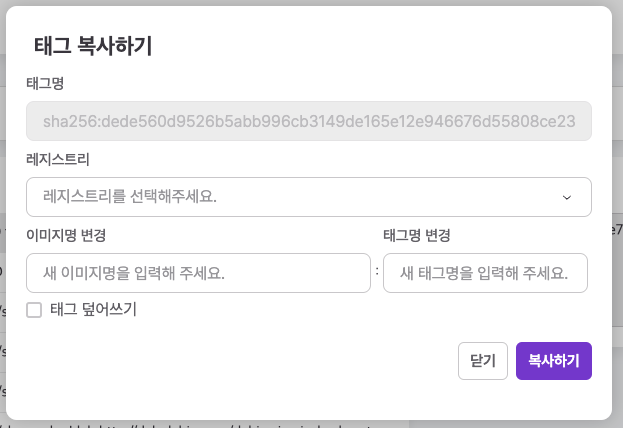 태그 복사하기
태그명
sha256:dede560d9526b5abb996cb3149de165e12e946676d55808ce23
레지스트리
레지스트리를 선택해주세요.
이미지명 변경
태그명 변경
새 이미지명을 입력해 주세요. : 새 태그명을 입력해 주세요.
태그 덮어쓰기
닫기
복사하기